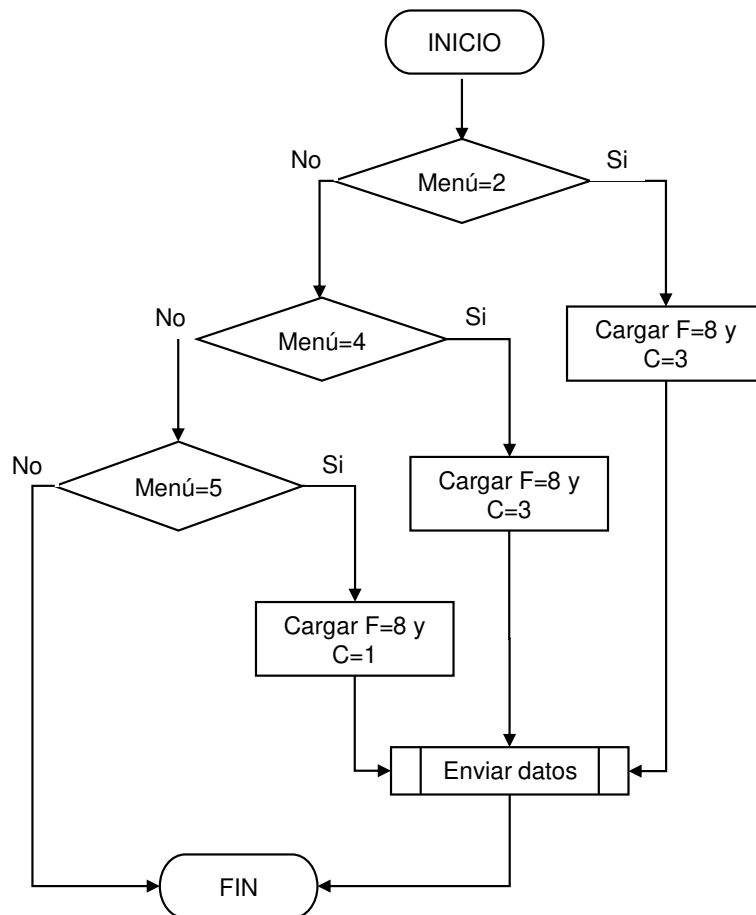 INICIO
No
Si
Menú=2
Cargar F=8 y
C=3
No
Si
Menú=4
No
Si
Menú=5
Cargar F=8 y
C=3
Cargar F=8 y
C=1
Enviar datos
FIN